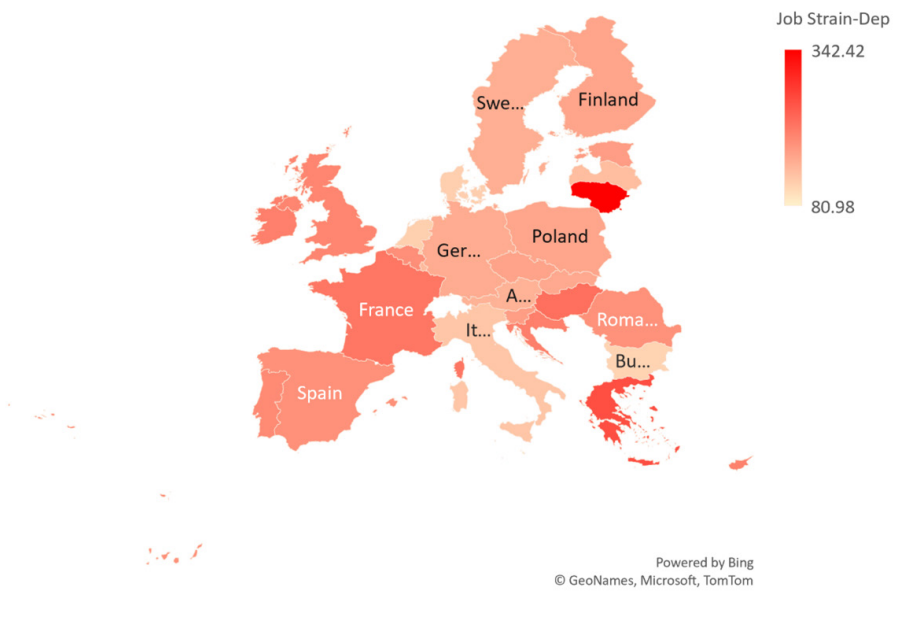 Job Strain-Dep
342.42
80.98
Swe...
Finland
Poland
Ger...
A...
France
It...
Roma...
Bu...
Spain
Powered by Bing
© GeoNames, Microsoft, TomTom